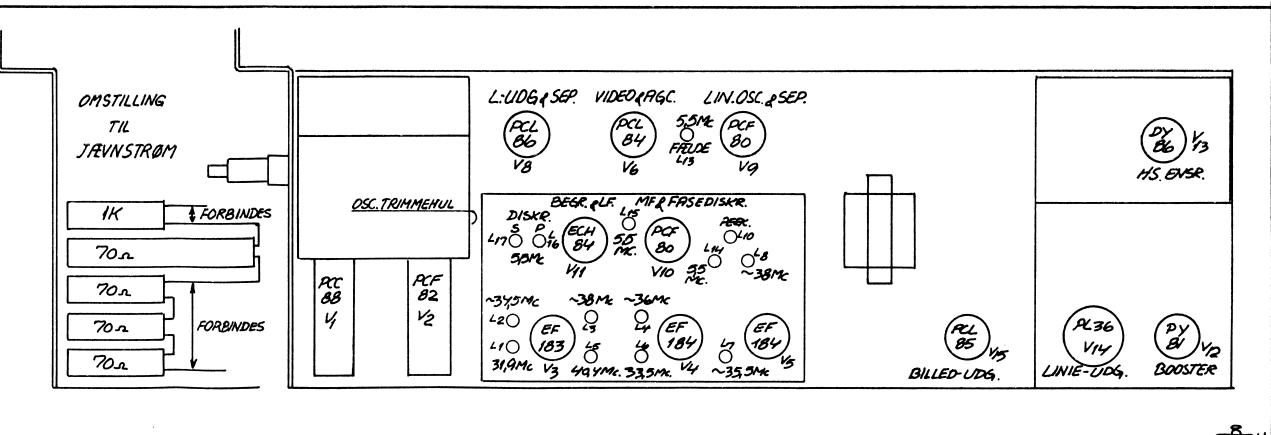 OMSTILLING
TIL
JÆVNSTRØM
1K
FORBINDES
70Ω
70Ω
70Ω
70Ω
FORBINDES
OSC.TRIMMEHUL
PCC
88
V1
PCF
82
V2
L:UDG & SEP.
PCL
86
V8
VIDEO & AGC.
PCL
84
V6
5,5Mc
FÆLDE
L13
LIN.OSC. & SEP.
PCF
80
V9
BEGR. & LF.
MF & FASEDISKR.
DISKR.
S P
L17
L16
5,5Mc
ECH
84
V11
L15
5,5
MC.
PCF
80
V10
L10
L14
5,5
MC.
L8
~38Mc
~34,5Mc
L2
L1
31,9Mc
EF
183
V3
~38Mc
L3
L5
40,4Mc.
~36Mc
L4
L6
33,5Mc
EF
184
V4
L7
~35,5Mc
EF
184
V5
DY
86
V13
HS. ENSR.
PCL
85
V15
BILLED-UDG.
PL36
V14
LINIE-UDG.
PY
81
V12
BOOSTER
8